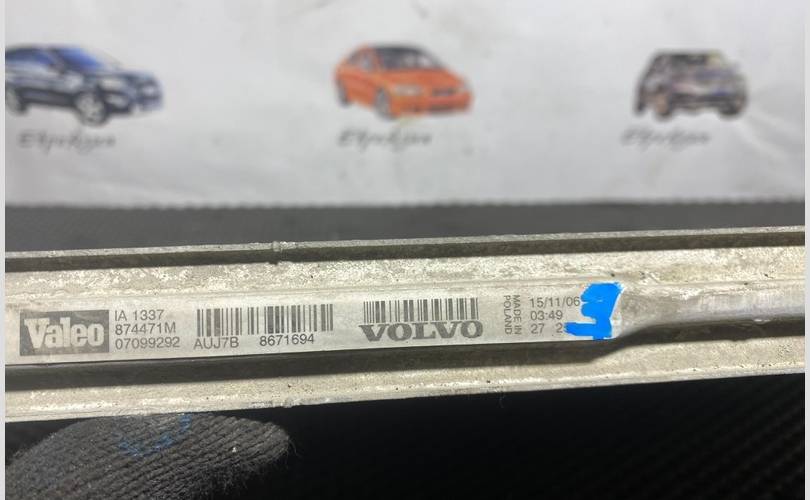 Valeo
IA 1337
874471M
07099292
AUJ7B 8671694
VOLVO
MADE IN
POLAND
15/11/06
03:49
27